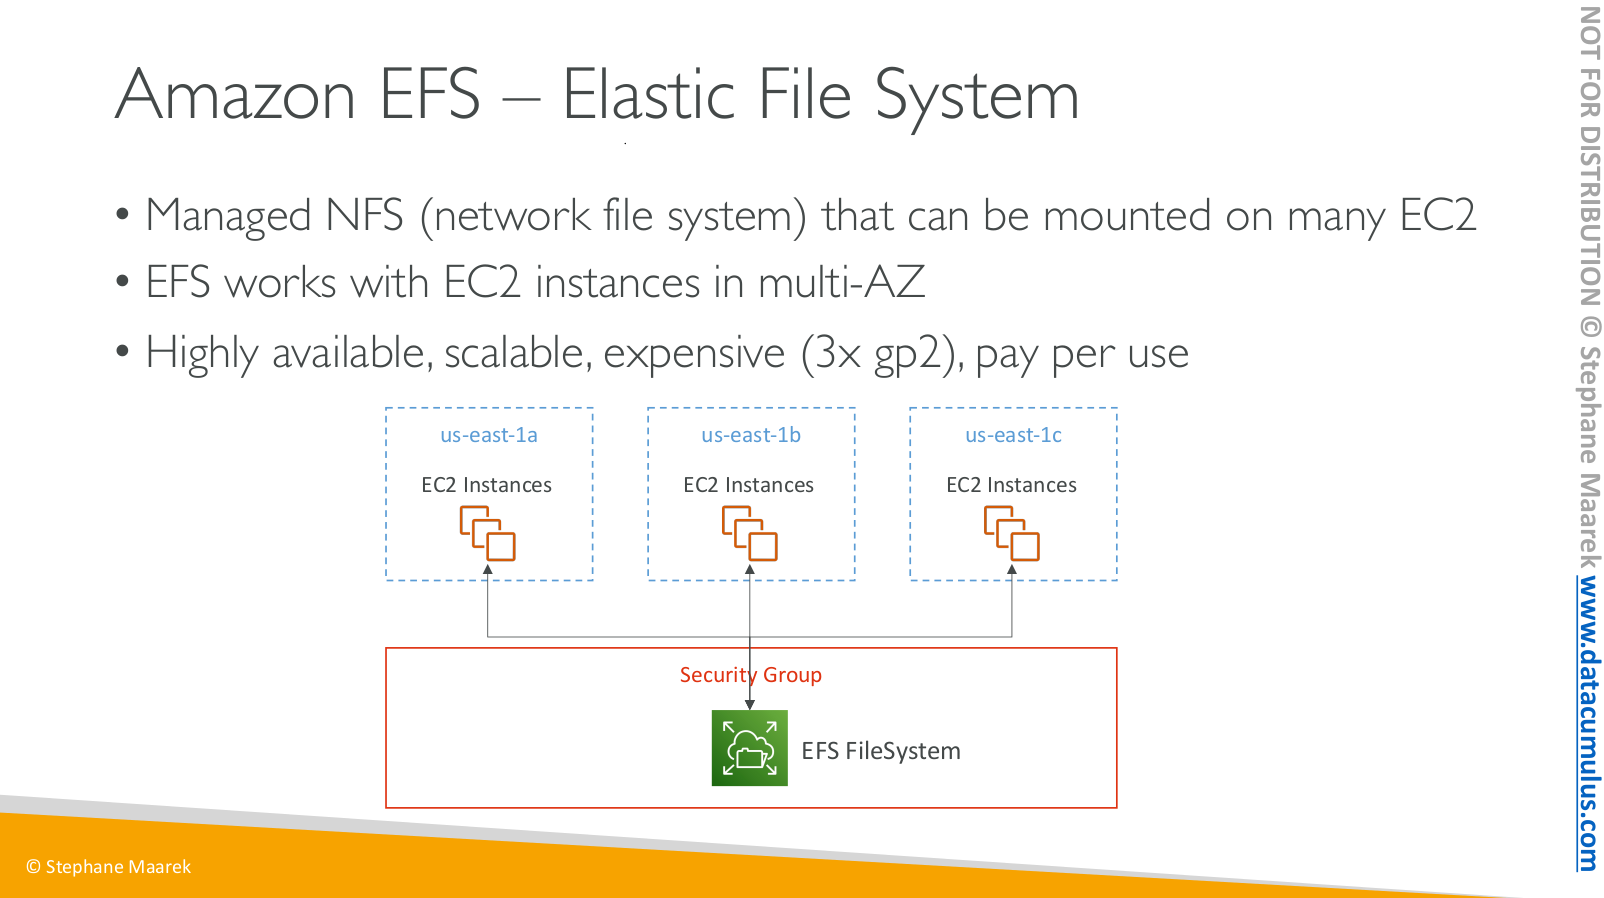 Amazon EFS – Elastic File System
• Managed NFS (network file system) that can be mounted on many EC2
• EFS works with EC2 instances in multi-AZ
• Highly available, scalable, expensive (3x gp2), pay per use
us-east-1a
EC2 Instances
us-east-1b
EC2 Instances
us-east-1c
EC2 Instances
Security Group
EFS FileSystem
© Stephane Maarek
NOT FOR DISTRIBUTION © Stephane Maarek www.datacumulus.com